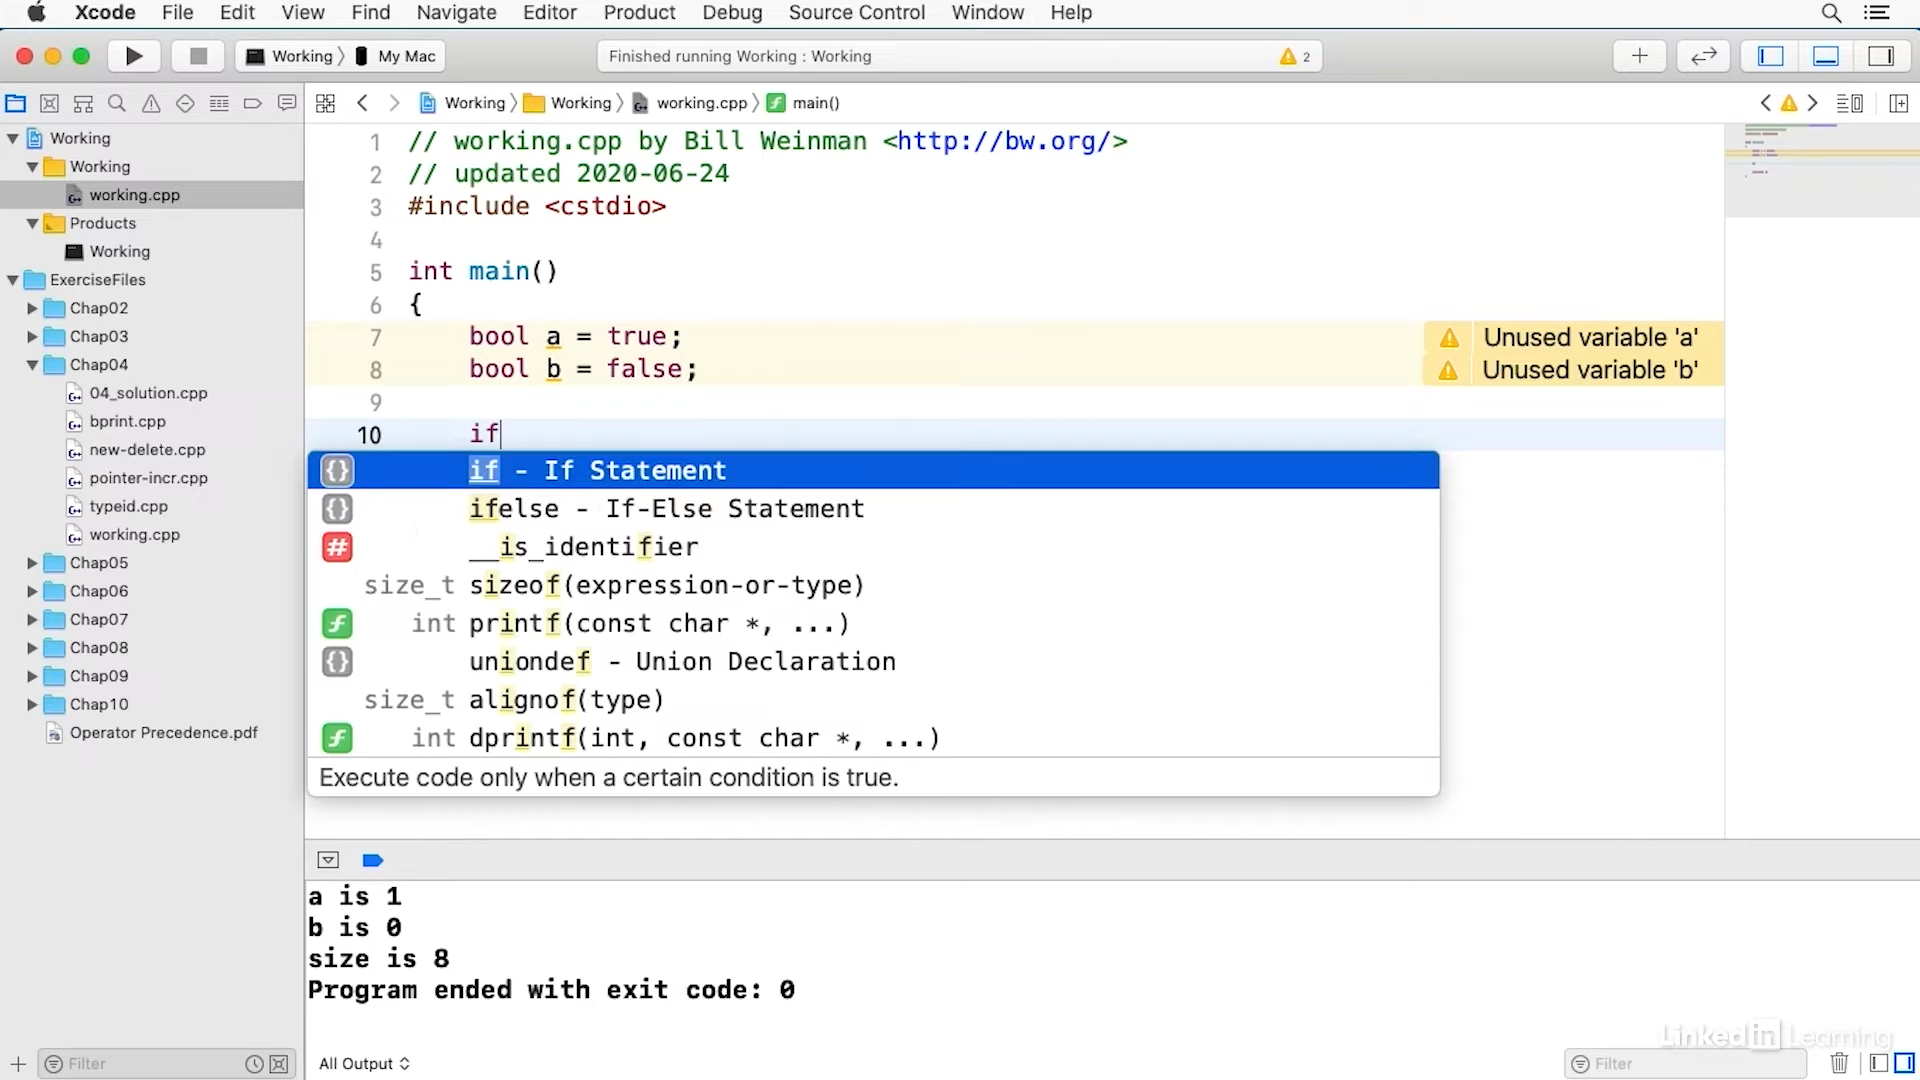 Xcode File Edit View Find Navigate Editor Product Debug Source Control Window Help
Working My Mac
Finished running Working : Working
2
Working Working working.cpp main()
Working
Working
working.cpp
Products
Working
ExerciseFiles
Chap02
Chap03
Chap04
04_solution.cpp
bprint.cpp
new-delete.cpp
pointer-incr.cpp
typeid.cpp
working.cpp
Chap05
Chap06
Chap07
Chap08
Chap09
Chap10
Operator Precedence.pdf
1 // working.cpp by Bill Weinman <http://bw.org/>
2 // updated 2020-06-24
3 #include <cstdio>
4
5 int main()
6 {
7 bool a = true; Unused variable 'a'
8 bool b = false; Unused variable 'b'
9
10 if
{} if - If Statement
{} ifelse - If-Else Statement
# __is_identifier
size_t sizeof(expression-or-type)
f int printf(const char *, ...)
{} uniondef - Union Declaration
size_t alignof(type)
f int dprintf(int, const char *, ...)
Execute code only when a certain condition is true.
a is 1
b is 0
size is 8
Program ended with exit code: 0
LinkedIn Learning
Filter All Output Filter